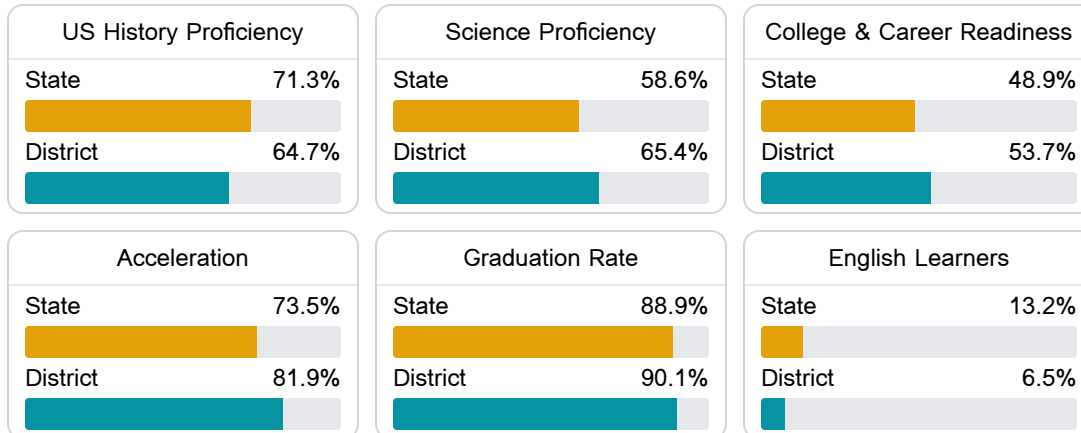 US History Proficiency
State 71.3%
District 64.7%
Science Proficiency
State 58.6%
District 65.4%
College & Career Readiness
State 48.9%
District 53.7%
Acceleration
State 73.5%
District 81.9%
Graduation Rate
State 88.9%
District 90.1%
English Learners
State 13.2%
District 6.5%